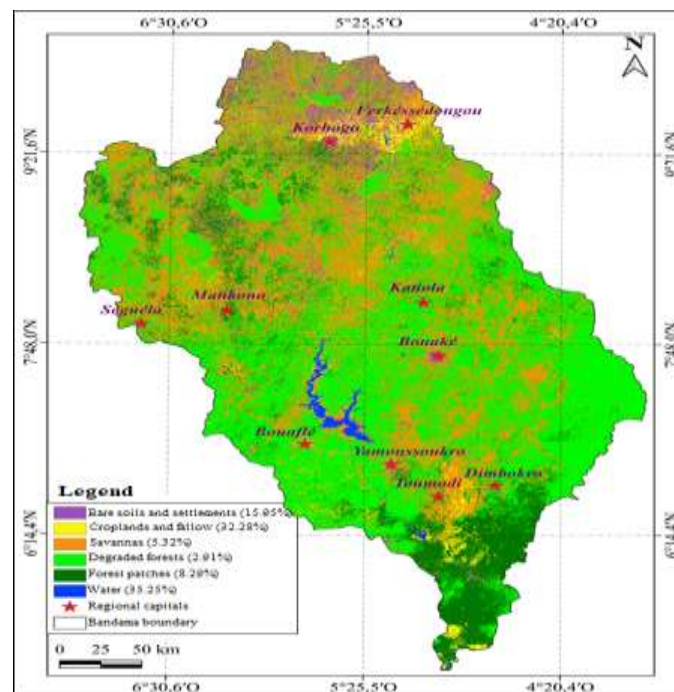 6°30,6'O 5°25,5'O 4°20,4'O
N
Ferkéssédougou
Korhogo
9°21,6'N 9°21,6'N
Katiola
Mankono
Séguéla
7°48,0'N 7°48,0'N
Bouaké
Bouaflé
Yamoussoukro
Dimbokro
Toumodi
Legend
Bare soils and settlements (15.95%)
Croplands and fallow (32.28%)
Savannas (5.32%)
Degraded forests (2.91%)
Forest patches (8.29%)
Water (35.25%)
Regional capitals
Bandama boundary
6°14,4'N 6°14,4'N
0 25 50 km
6°30,6'O 5°25,5'O 4°20,4'O